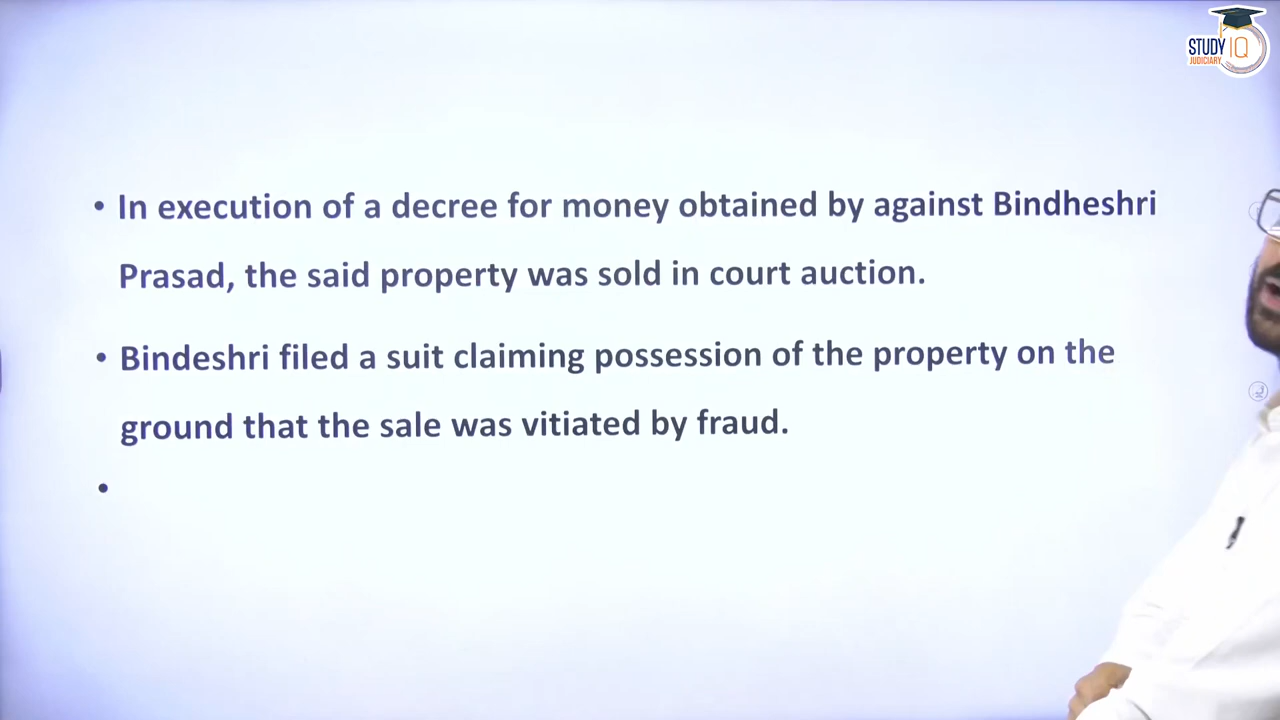 STUDY IQ
JUDICIARY
• In execution of a decree for money obtained by against Bindheshri
Prasad, the said property was sold in court auction.
• Bindeshri filed a suit claiming possession of the property on the
ground that the sale was vitiated by fraud.
•